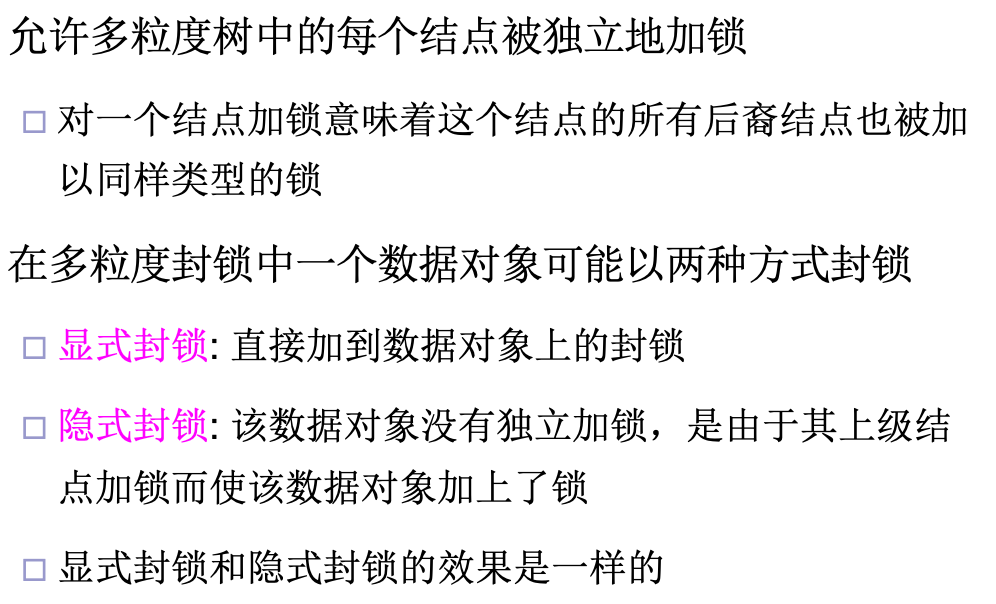 允许多粒度树中的每个结点被独立地加锁
对一个结点加锁意味着这个结点的所有后裔结点也被加
以同样类型的锁
在多粒度封锁中一个数据对象可能以两种方式封锁
显式封锁: 直接加到数据对象上的封锁
隐式封锁: 该数据对象没有独立加锁，是由于其上级结
点加锁而使该数据对象加上了锁
显式封锁和隐式封锁的效果是一样的